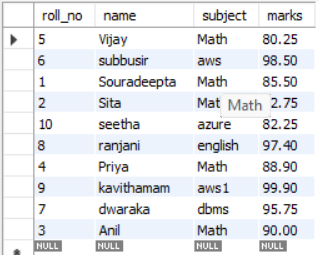 roll_no name subject marks
5 Vijay Math 80.25
6 subbusir aws 98.50
1 Souradeepta Math 85.50
2 Sita Mat Math 2.75
10 seetha azure 82.25
8 ranjani english 97.40
4 Priya Math 88.90
9 kavithamam aws1 99.90
7 dwaraka dbms 95.75
3 Anil Math 90.00
NULL NULL NULL NULL